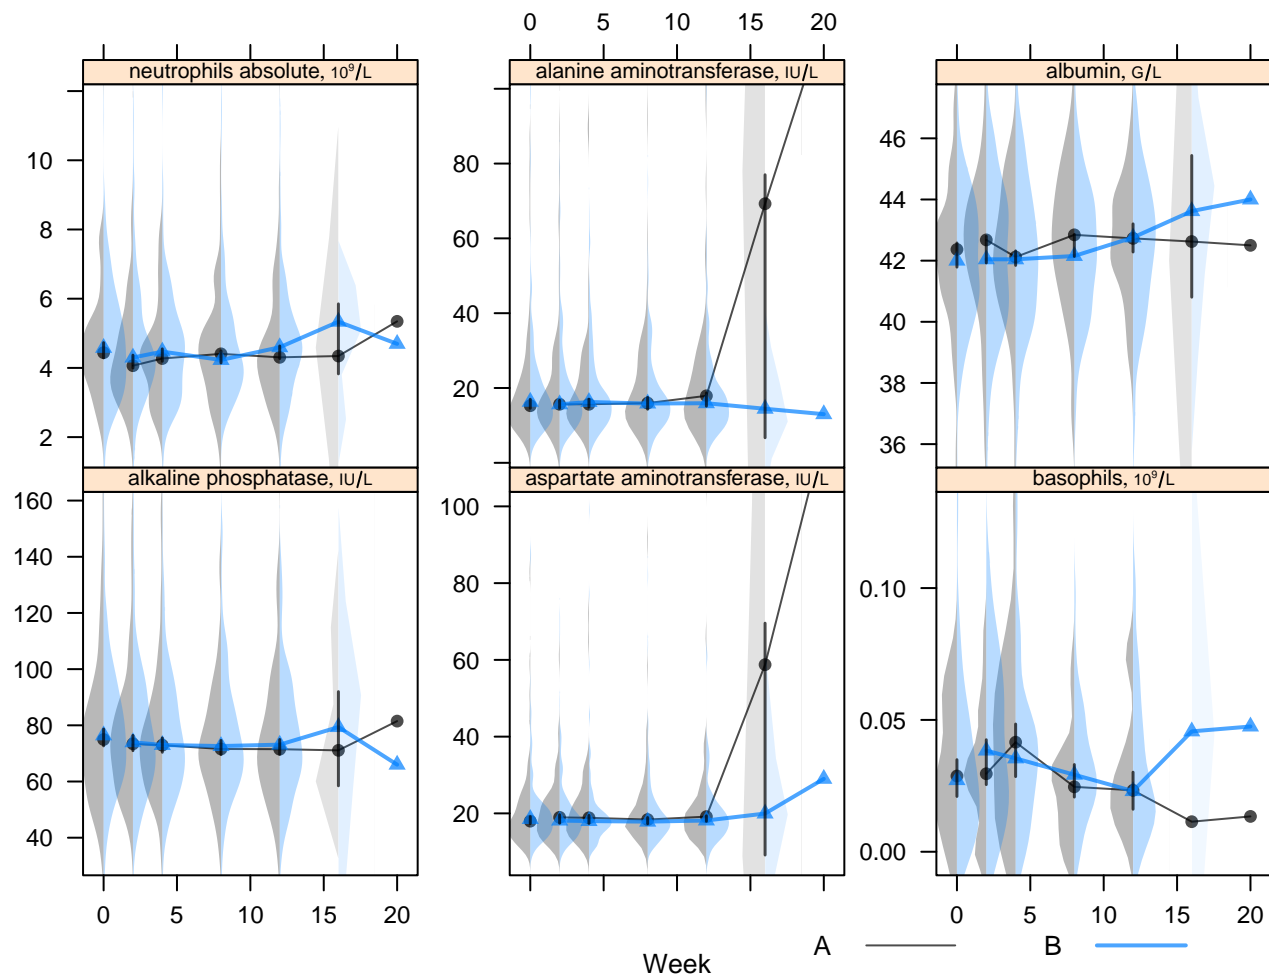 0 5 10 15 20
neutrophils absolute, 10⁹/L
alanine aminotransferase, IU/L
albumin, G/L
10
8
6
4
2
80
60
40
20
46
44
42
40
38
36
alkaline phosphatase, IU/L
aspartate aminotransferase, IU/L
basophils, 10⁹/L
160
140
120
100
80
60
40
100
80
60
40
20
0.10
0.05
0.00
0 5 10 15 20
0 5 10 15 20
A B
Week